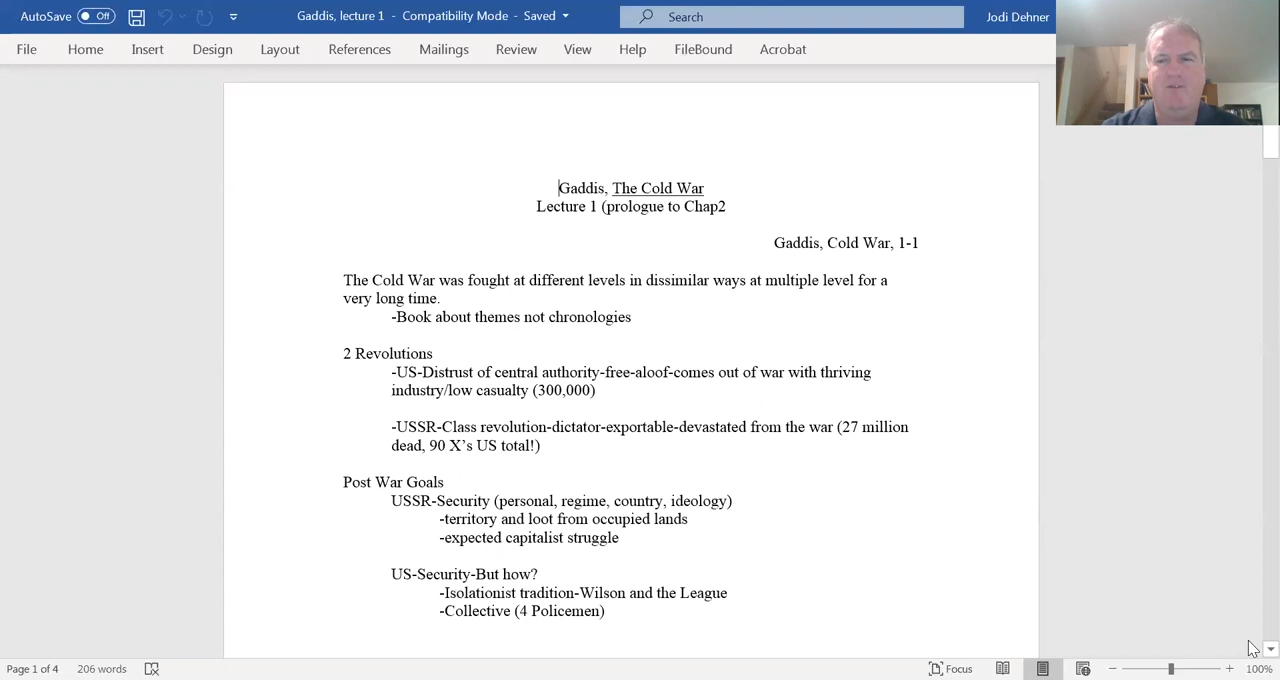 AutoSave Off Gaddis, lecture 1 - Compatibility Mode - Saved Search Jodi Dehner
File Home Insert Design Layout References Mailings Review View Help FileBound Acrobat
Gaddis, The Cold War
Lecture 1 (prologue to Chap2
Gaddis, Cold War, 1-1
The Cold War was fought at different levels in dissimilar ways at multiple level for a
very long time.
-Book about themes not chronologies
2 Revolutions
-US-Distrust of central authority-free-aloof-comes out of war with thriving
industry/low casualty (300,000)
-USSR-Class revolution-dictator-exportable-devastated from the war (27 million
dead, 90 X's US total!)
Post War Goals
USSR-Security (personal, regime, country, ideology)
-territory and loot from occupied lands
-expected capitalist struggle
US-Security-But how?
-Isolationist tradition-Wilson and the League
-Collective (4 Policemen)
Page 1 of 4 206 words Focus 100%